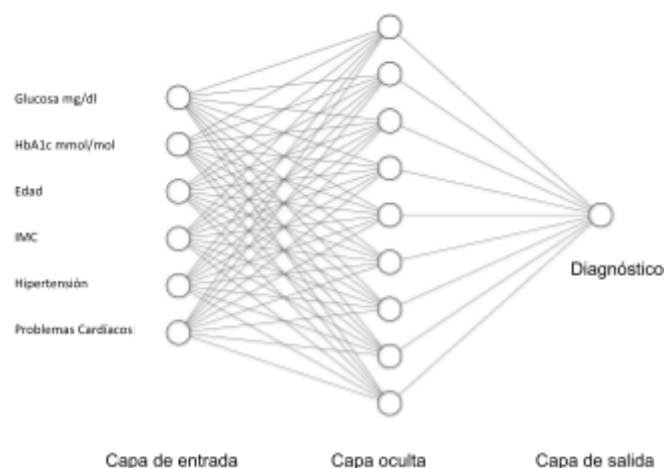 Glucosa mg/dl
HbA1c mmol/mol
Edad
IMC
Hipertensión
Problemas Cardíacos
Diagnóstico
Capa de entrada
Capa oculta
Capa de salida